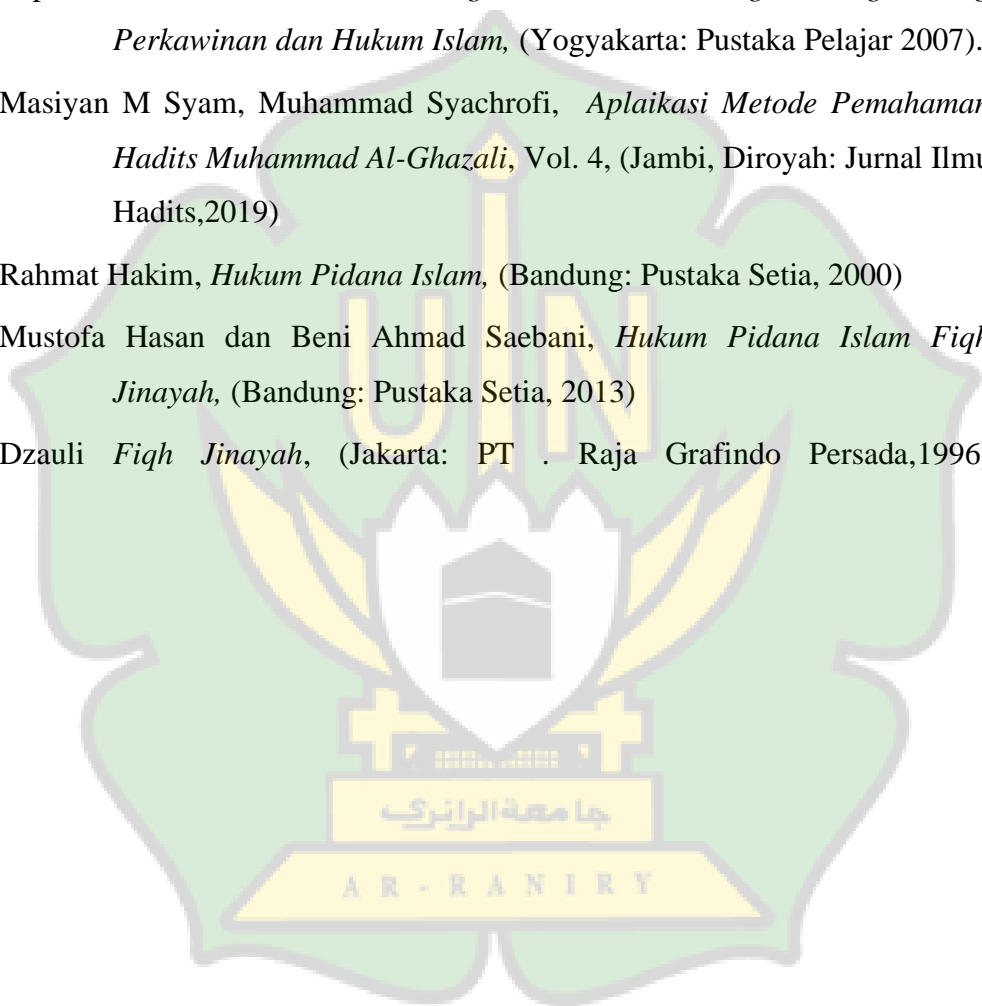 Perkawinan dan Hukum Islam, (Yogyakarta: Pustaka Pelajar 2007).
Masiyan M Syam, Muhammad Syachrofi, Aplaikasi Metode Pemahaman
Hadits Muhammad Al-Ghazali, Vol. 4, (Jambi, Diroyah: Jurnal Ilmu
Hadits,2019)
Rahmat Hakim, Hukum Pidana Islam, (Bandung: Pustaka Setia, 2000)
Mustofa Hasan dan Beni Ahmad Saebani, Hukum Pidana Islam Fiqh
Jinayah, (Bandung: Pustaka Setia, 2013)
Dzauli Fiqh Jinayah, (Jakarta: PT . Raja Grafindo Persada,1996)
UIN
جامعة الرانري
AR-RANIRY